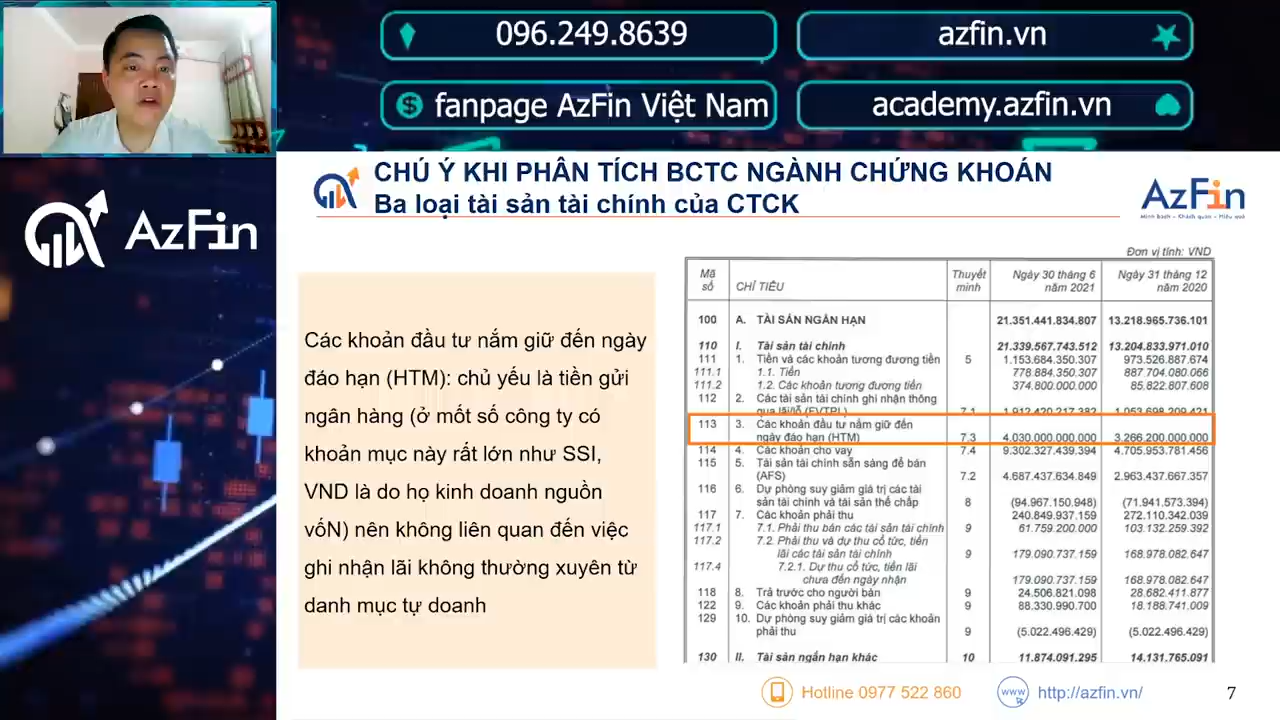 096.249.8639
azfin.vn
fanpage AzFin Việt Nam
academy.azfin.vn
AzFin
CHÚ Ý KHI PHÂN TÍCH BCTC NGÀNH CHỨNG KHOÁN
Ba loại tài sản tài chính của CTCK
AzFin
Minh bạch - Khách quan - Hiệu quả
Các khoản đầu tư nắm giữ đến ngày
đáo hạn (HTM): chủ yếu là tiền gửi
ngân hàng (ở mốt số công ty có
khoản mục này rất lớn như SSI,
VND là do họ kinh doanh nguồn
vốN) nên không liên quan đến việc
ghi nhận lãi không thường xuyên từ
danh mục tự doanh
Đơn vị tính: VND
Mã số CHỈ TIÊU Thuyết minh Ngày 30 tháng 6 năm 2021 Ngày 31 tháng 12 năm 2020
100 A. TÀI SẢN NGẮN HẠN 21.351.441.834.807 13.218.965.736.101
110 I. Tài sản tài chính 21.339.567.743.512 13.204.833.971.010
111 1. Tiền và các khoản tương đương tiền 5 1.153.684.350.307 973.526.887.674
111.1 1.1. Tiền 778.884.350.307 887.704.080.066
111.2 1.2. Các khoản tương đương tiền 374.800.000.000 85.822.807.608
112 2. Các tài sản tài chính ghi nhận thông
qua lãi/lỗ (FVTPL) 7.1 1.912.420.217.382 1.053.698.209.421
113 3. Các khoản đầu tư nắm giữ đến
ngày đáo hạn (HTM) 7.3 4.030.000.000.000 3.266.200.000.000
114 4. Các khoản cho vay 7.4 9.302.327.439.394 4.705.953.781.456
115 5. Tài sản tài chính sẵn sàng để bán
(AFS) 7.2 4.687.437.634.849 2.963.437.667.357
116 6. Dự phòng suy giảm giá trị các tài
sản tài chính và tài sản thế chấp 8 (94.967.150.948) (71.941.573.394)
117 7. Các khoản phải thu 240.849.937.159 272.110.342.039
117.1 7.1. Phải thu bán các tài sản tài chính 9 61.759.200.000 103.132.259.392
117.2 7.2. Phải thu và dự thu cổ tức, tiền
lãi các tài sản tài chính 9 179.090.737.159 168.978.082.647
117.4 7.2.1. Dự thu cổ tức, tiền lãi
chưa đến ngày nhận 179.090.737.159 168.978.082.647
118 8. Trả trước cho người bán 9 24.506.821.098 28.682.411.877
122 9. Các khoản phải thu khác 9 88.330.990.700 18.188.741.009
129 10. Dự phòng suy giảm giá trị các khoản
phải thu 9 (5.022.496.429) (5.022.496.429)
130 II. Tài sản ngắn hạn khác 10 11.874.091.295 14.131.765.091
Hotline 0977 522 860
www
http://azfin.vn/
7